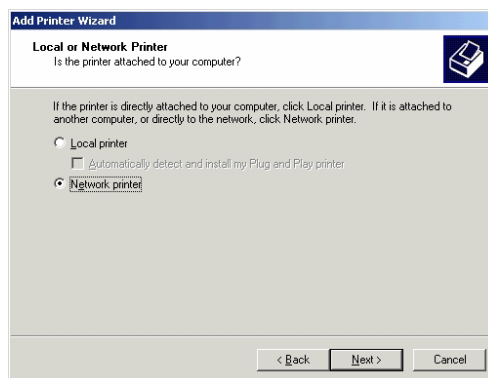 Add Printer Wizard
Local or Network Printer
Is the printer attached to your computer?
If the printer is directly attached to your computer, click Local printer. If it is attached to
another computer, or directly to the network, click Network printer.
Local printer
Automatically detect and install my Plug and Play printer
Network printer
< Back Next > Cancel